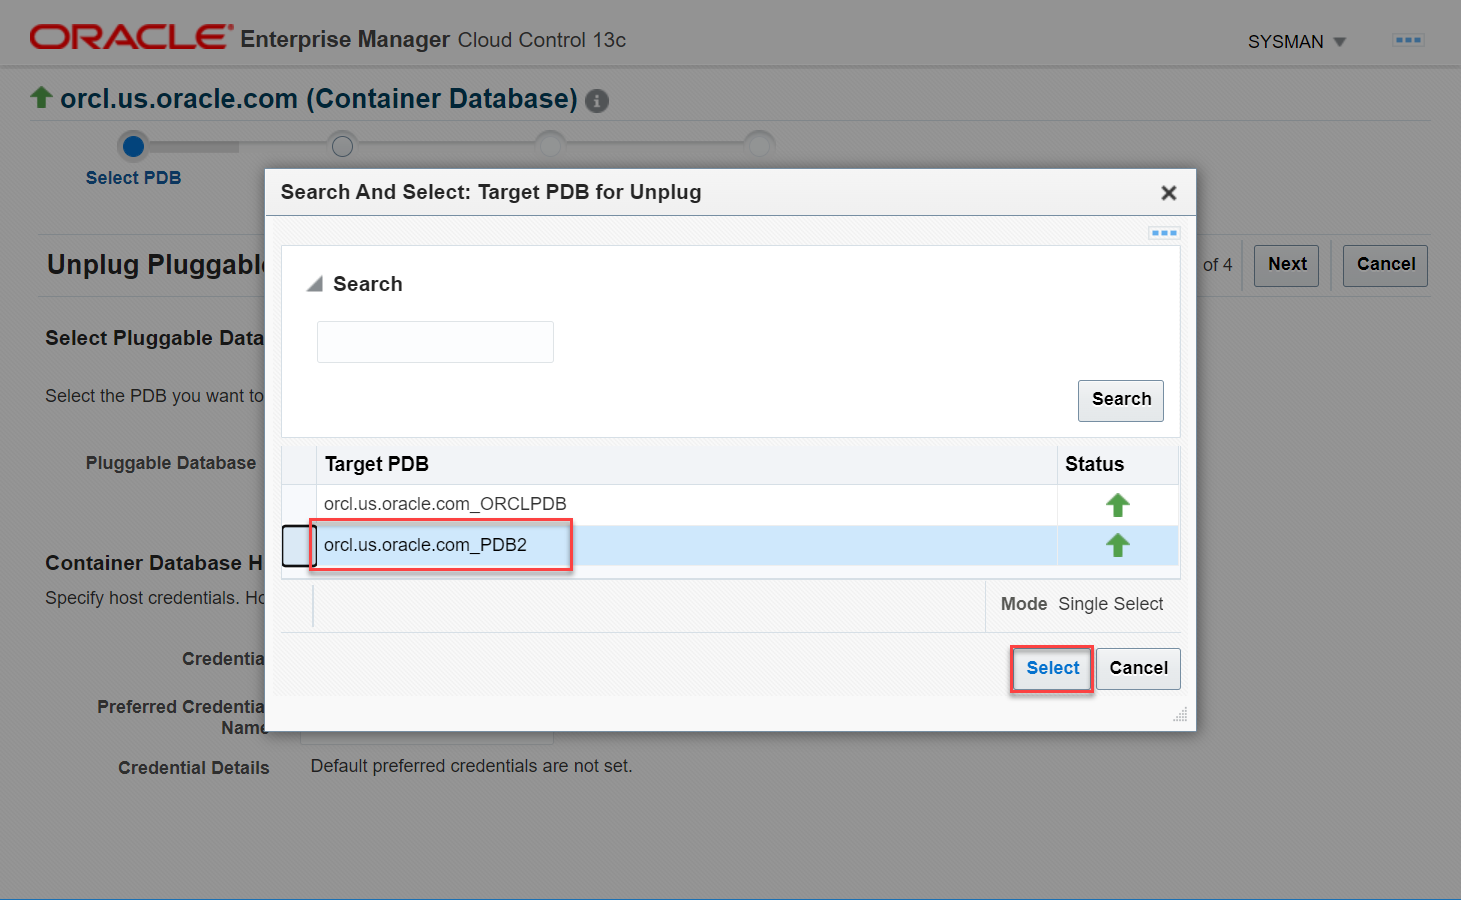 ORACLE Enterprise Manager Cloud Control 13c
SYSMAN
orcl.us.oracle.com (Container Database)
Select PDB
Search And Select: Target PDB for Unplug
Unplug Pluggable
of 4
Next
Cancel
Search
Select Pluggable Data
Select the PDB you want to
Search
Pluggable Database
Target PDB
Status
orcl.us.oracle.com_ORCLPDB
orcl.us.oracle.com_PDB2
Container Database H
Specify host credentials. Ho
Mode Single Select
Credentia
Select
Cancel
Preferred Credentia
Name
Credential Details
Default preferred credentials are not set.